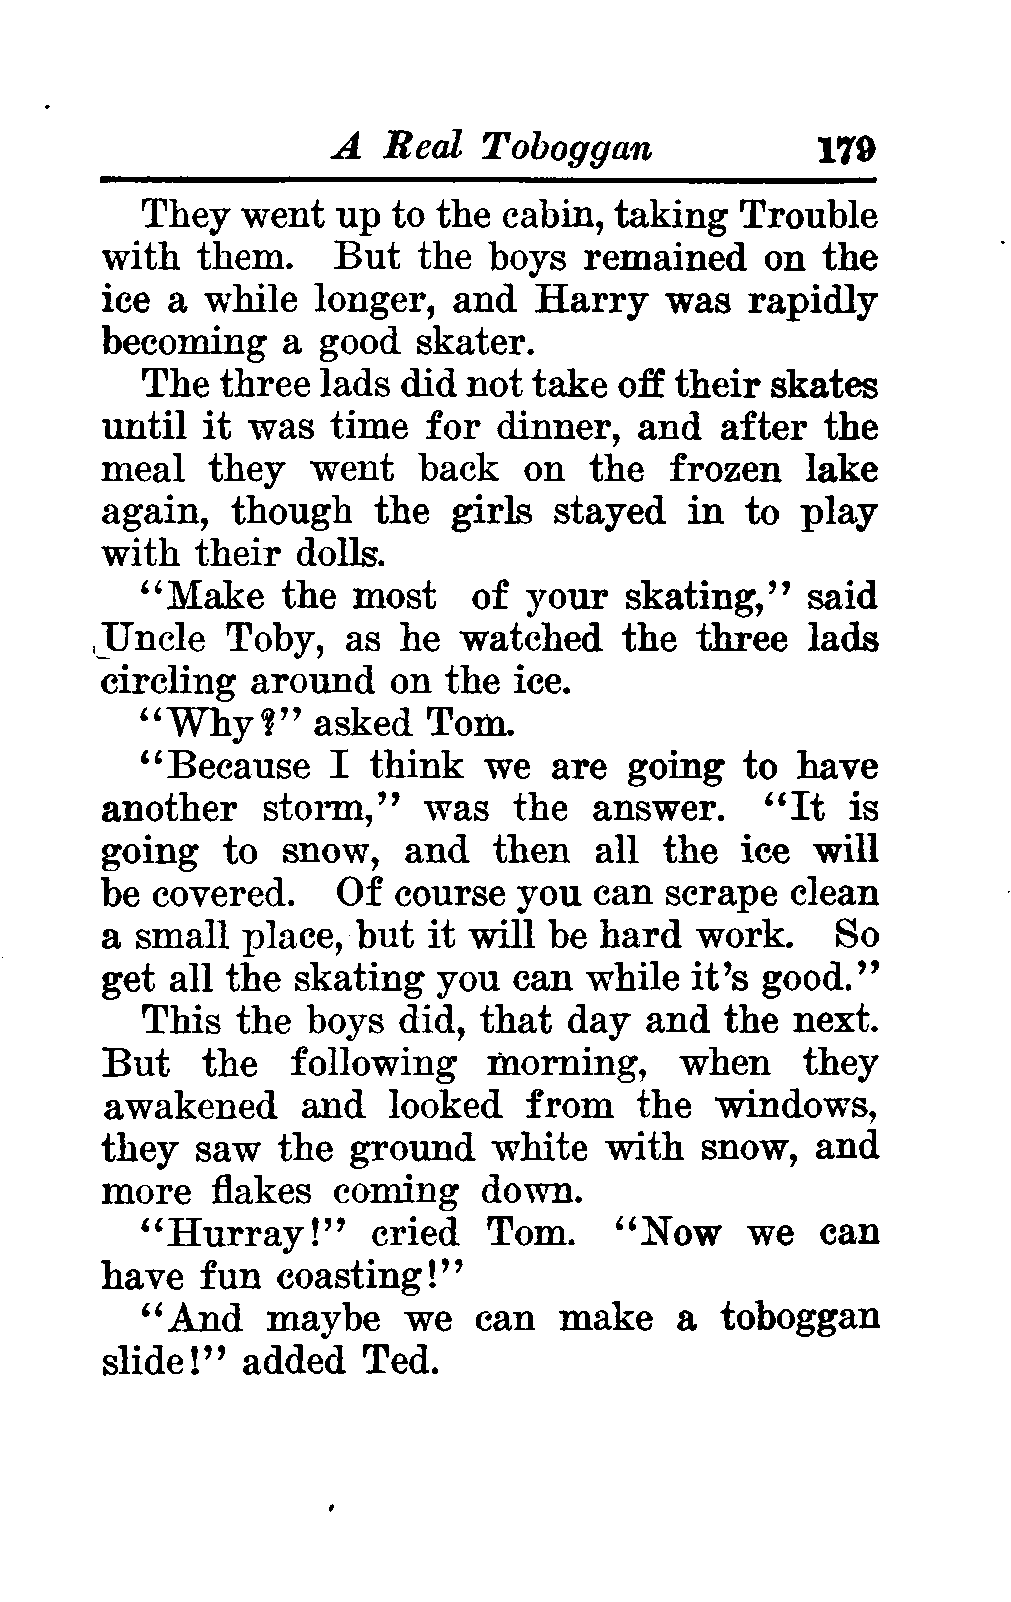 A Real Toboggan 179
They went up to the cabin, taking Trouble
with them. But the boys remained on the
ice a while longer, and Harry was rapidly
becoming a good skater.
The three lads did not take off their skates
until it was time for dinner, and after the
meal they went back on the frozen lake
again, though the girls stayed in to play
with their dolls.
“Make the most of your skating,” said
Uncle Toby, as he watched the three lads
circling around on the ice.
“Why?” asked Tom.
“Because I think we are going to have
another storm,” was the answer. “It is
going to snow, and then all the ice will
be covered. Of course you can scrape clean
a small place, but it will be hard work. So
get all the skating you can while it’s good.”
This the boys did, that day and the next.
But the following morning, when they
awakened and looked from the windows,
they saw the ground white with snow, and
more flakes coming down.
“Hurray!” cried Tom. “Now we can
have fun coasting!”
“And maybe we can make a toboggan
slide!” added Ted.